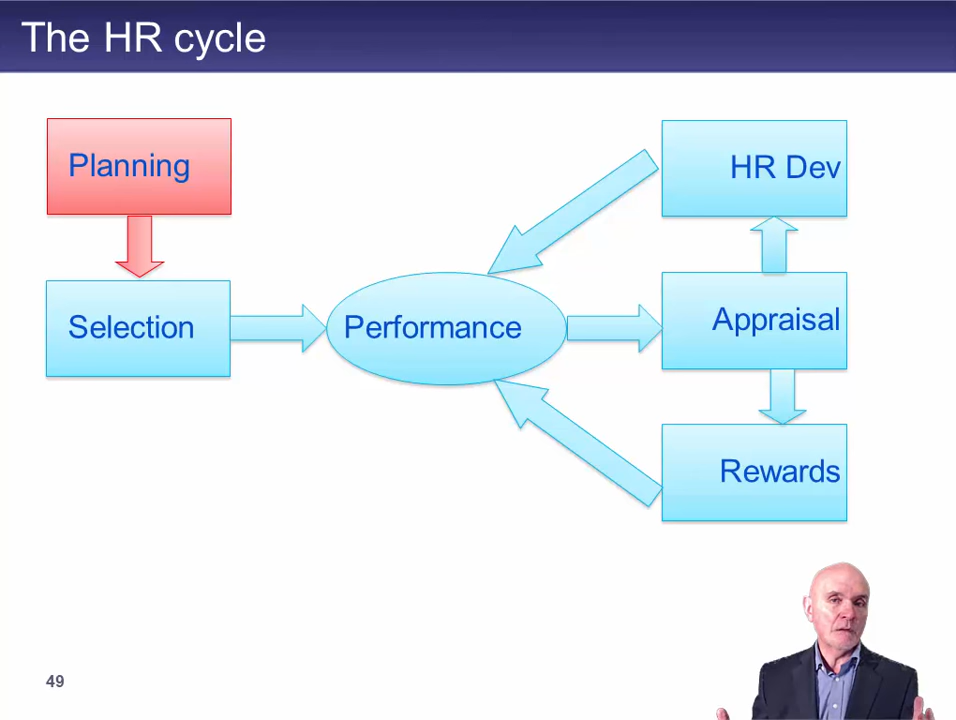 The HR cycle
Planning
HR Dev
Selection
Performance
Appraisal
Rewards
49